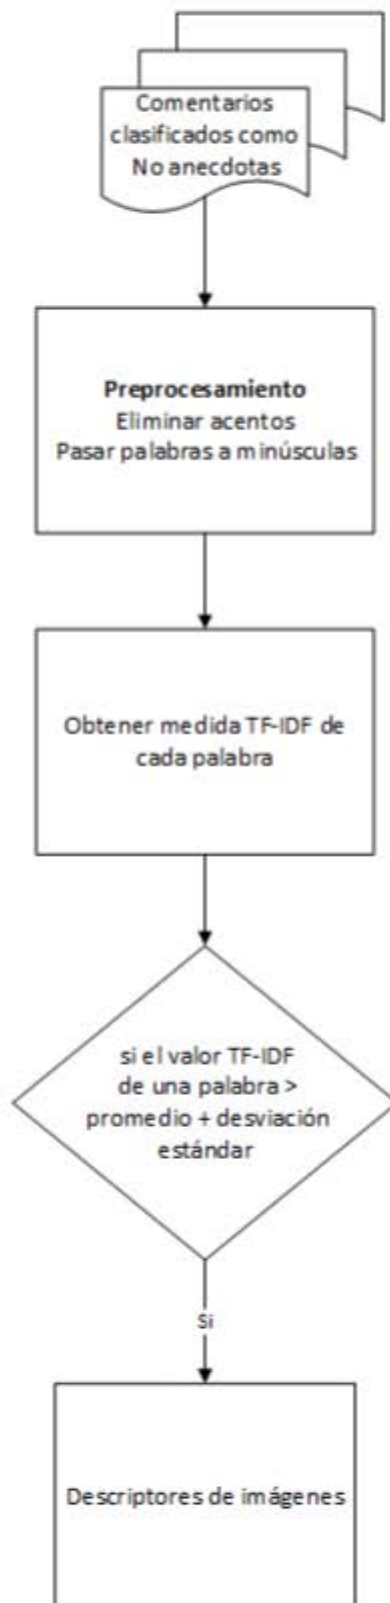 Comentarios
clasificados como
No anecdotas
Preprocesamiento
Eliminar acentos
Pasar palabras a minúsculas
Obtener medida TF-IDF de
cada palabra
si el valor TF-IDF
de una palabra >
promedio + desviación
estándar
Si
Descriptores de imágenes